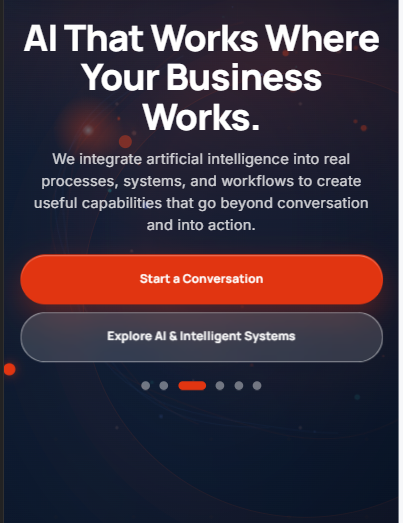 AI That Works Where
Your Business
Works.
We integrate artificial intelligence into real
processes, systems, and workflows to create
useful capabilities that go beyond conversation
and into action.
Start a Conversation
Explore AI & Intelligent Systems